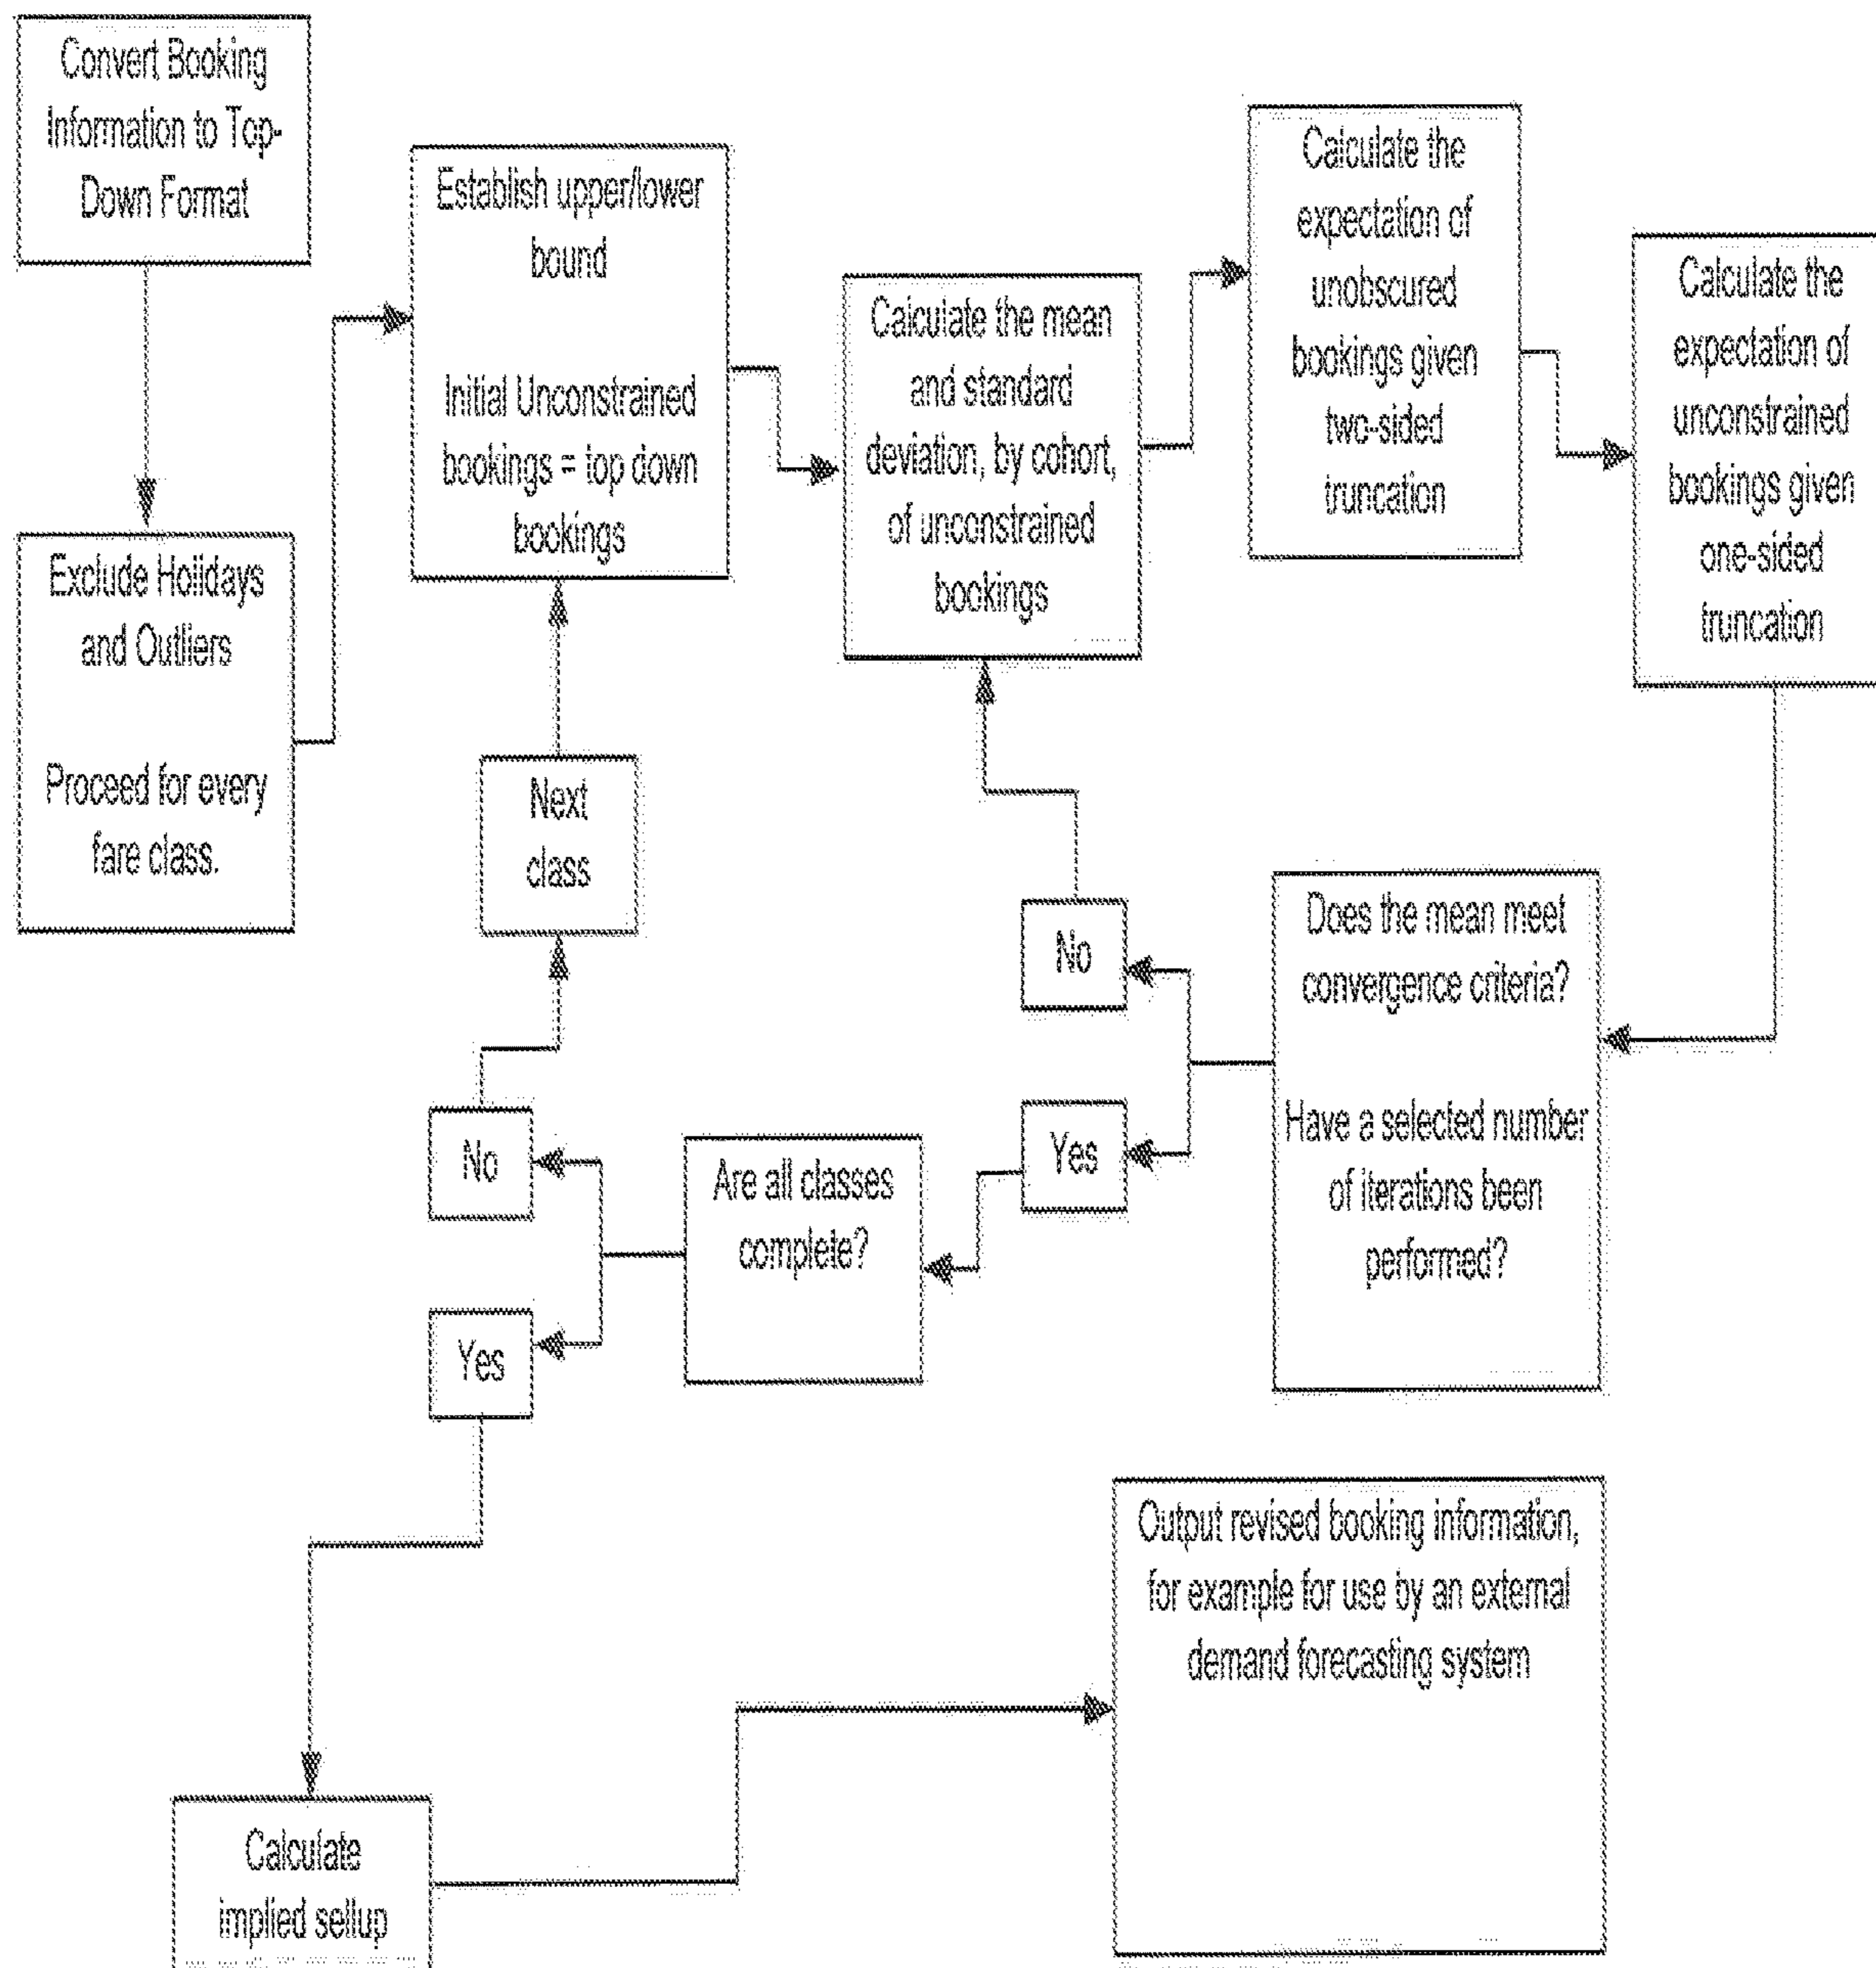 Convert Booking
Information to Top-
Down Format
Exclude Holidays
and Outliers
Proceed for every
fare class.
Establish upper/lower
bound
Initial Unconstrained
bookings = top down
bookings
Calculate the mean
and standard
deviation, by cohort,
of unconstrained
bookings
Calculate the
expectation of
unobscured
bookings given
two-sided
truncation
Calculate the
expectation of
unconstrained
bookings given
one-sided
truncation
Does the mean meet
convergence criteria?
Have a selected number
of iterations been
performed?
No
Yes
Are all classes
complete?
No
Yes
Next
class
Calculate
implied sellup
Output revised booking information,
for example for use by an external
demand forecasting system